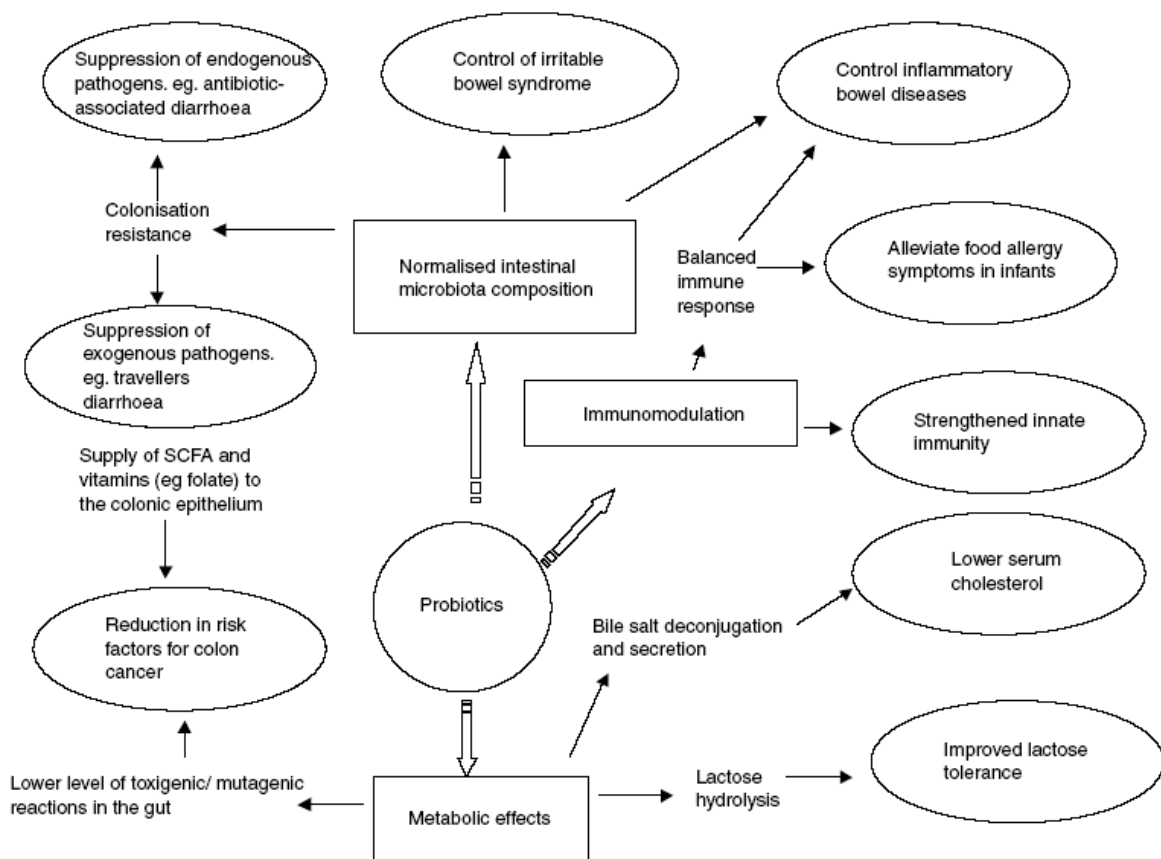 Suppression of endogenous
pathogens. eg. antibiotic-
associated diarrhoea
Control of irritable
bowel syndrome
Control inflammatory
bowel diseases
Colonisation
resistance
Normalised intestinal
microbiota composition
Balanced
immune
response
Alleviate food allergy
symptoms in infants
Suppression of
exogenous pathogens.
eg. travellers
diarrhoea
Immunomodulation
Strengthened innate
immunity
Supply of SCFA and
vitamins (eg folate) to
the colonic epithelium
Probiotics
Lower serum
cholesterol
Reduction in risk
factors for colon
cancer
Bile salt deconjugation
and secretion
Lower level of toxigenic/ mutagenic
reactions in the gut
Metabolic effects
Lactose
hydrolysis
Improved lactose
tolerance